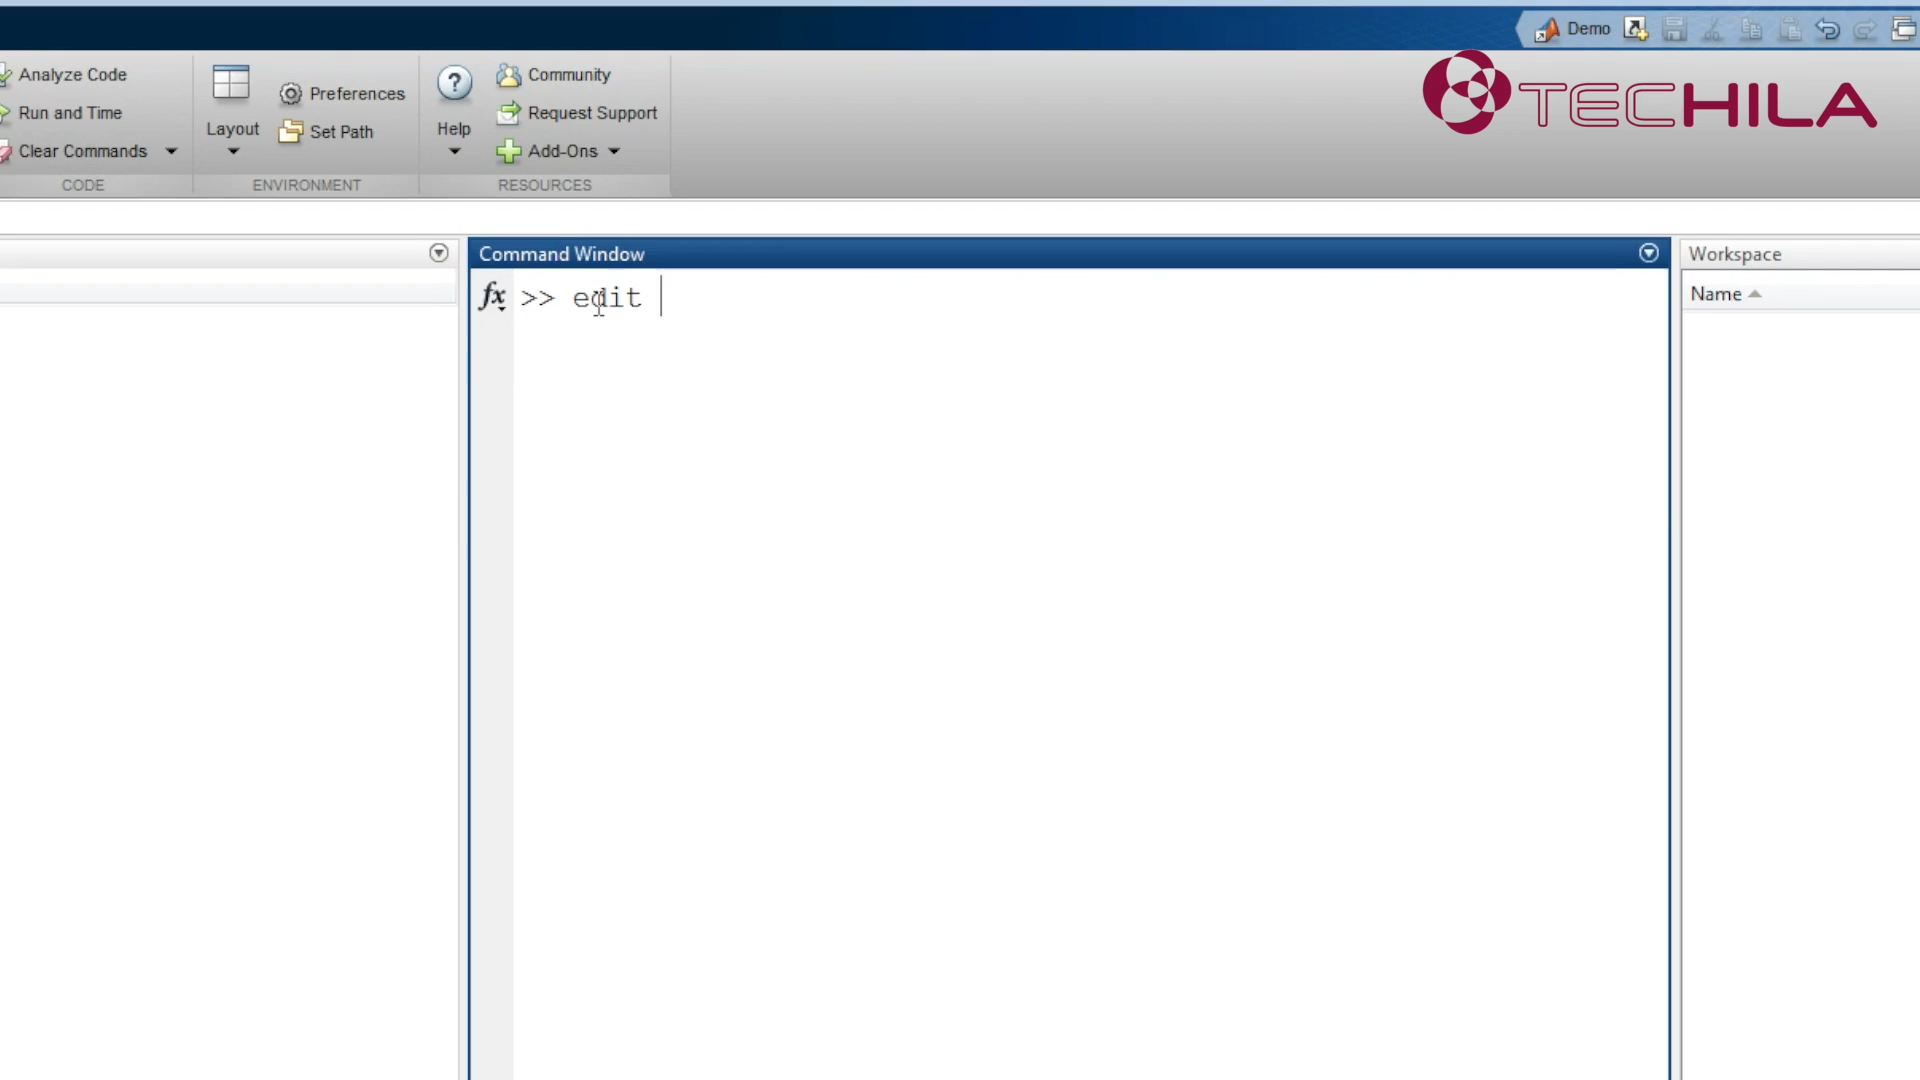 Demo
TECHILA
Analyze Code
Run and Time
Clear Commands
CODE
Layout
Preferences
Set Path
ENVIRONMENT
?
Help
Community
Request Support
Add-Ons
RESOURCES
Command Window
fx >> edit
Workspace
Name